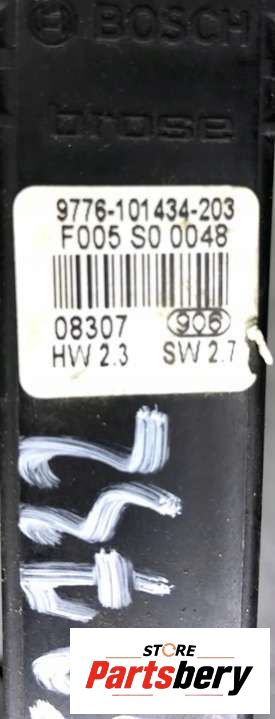 BOSCH
brose
9776-101434-203
F005 S0 0048
08307 906
HW 2.3 SW 2.7
STORE
Partsbery